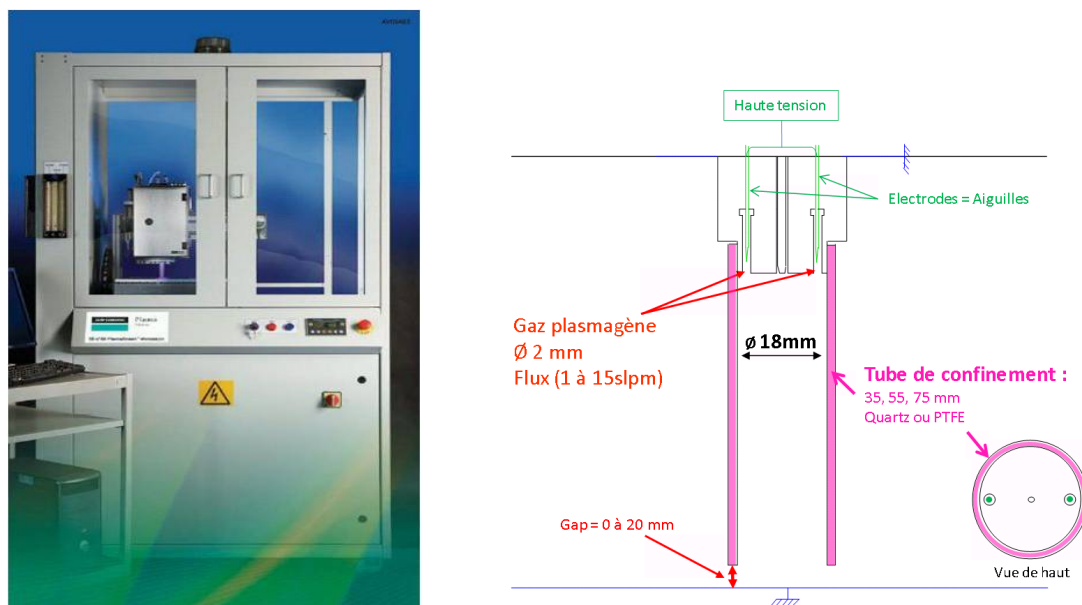 Haute tension
Electrodes = Aiguilles
Gaz plasmagène
Ø 2 mm
Flux (1 à 15slpm)
ø 18mm
Tube de confinement :
35, 55, 75 mm
Quartz ou PTFE
Gap = 0 à 20 mm
Vue de haut